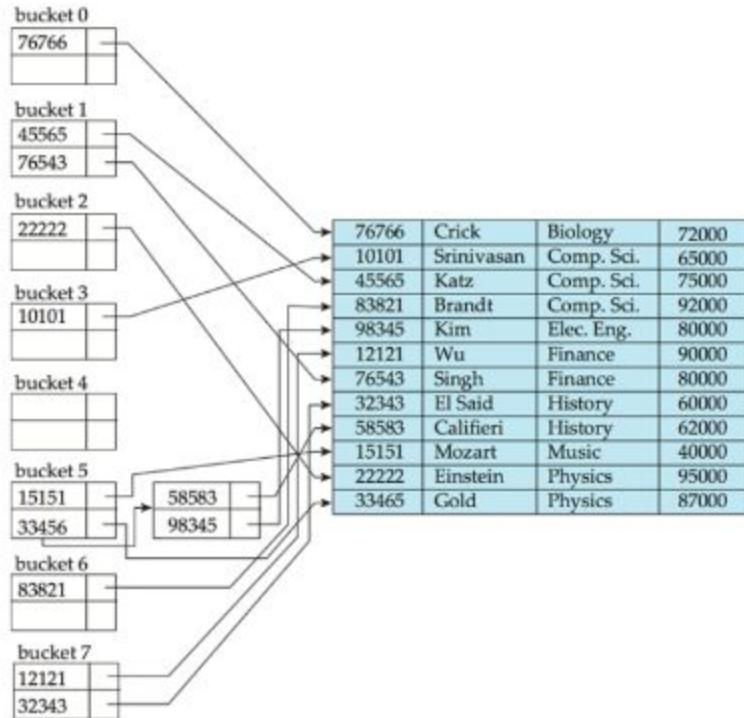 bucket 0
76766
bucket 1
45565
76543
bucket 2
22222
bucket 3
10101
bucket 4
bucket 5
15151
33456
58583
98345
bucket 6
83821
bucket 7
12121
32343
76766 Crick Biology 72000
10101 Srinivasan Comp. Sci. 65000
45565 Katz Comp. Sci. 75000
83821 Brandt Comp. Sci. 92000
98345 Kim Elec. Eng. 80000
12121 Wu Finance 90000
76543 Singh Finance 80000
32343 El Said History 60000
58583 Califieri History 62000
15151 Mozart Music 40000
22222 Einstein Physics 95000
33465 Gold Physics 87000